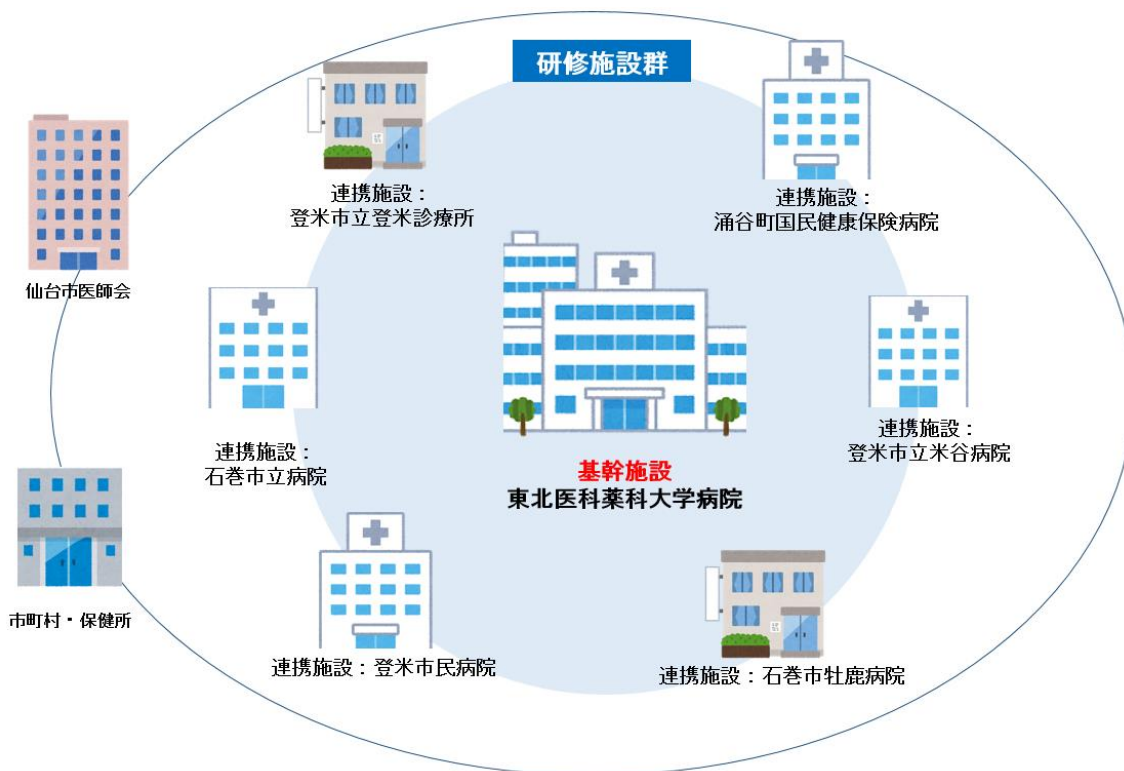 研修施設群
連携施設：
登米市立登米診療所
連携施設：
涌谷町国民健康保険病院
仙台市医師会
連携施設：
石巻市立病院
基幹施設
東北医科薬科大学病院
連携施設：
登米市立米谷病院
市町村・保健所
連携施設：登米市民病院
連携施設：石巻市牡鹿病院